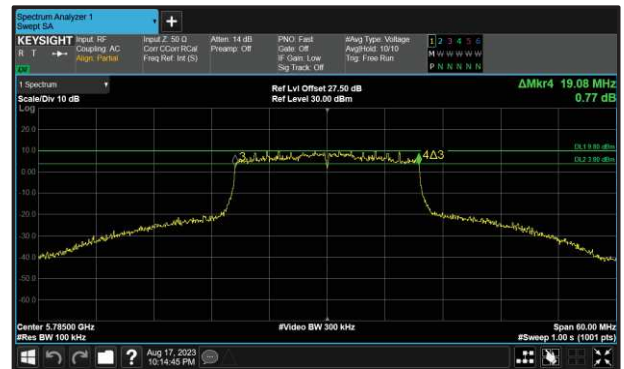 Spectrum Analyzer 1
Swept SA
+
KEYSIGHT Input: RF Input Z: 50 Ω Atten: 14 dB PNO: Fast #Avg Type: Voltage 1 2 3 4 5 6
R T Coupling: AC Corr CCorr RCal Preamp: Off Gate: Off Avg|Hold: 10/10 M W W W W W
Align: Partial Freq Ref: Int (S) IF Gain: Low Trig: Free Run
Sig Track: Off P N N N N N
1 Spectrum
Ref Lvl Offset 27.50 dB ΔMkr4 19.08 MHz
Scale/Div 10 dB Ref Level 30.00 dBm 0.77 dB
Log
20.0
10.0
DL1 9.80 dBm
3 4Δ3
DL2 3.80 dBm
0.00
-10.0
-20.0
-30.0
-40.0
-50.0
-60.0
Center 5.78500 GHz #Video BW 300 kHz Span 60.00 MHz
#Res BW 100 kHz #Sweep 1.00 s (1001 pts)
? Aug 17, 2023
10:14:45 PM